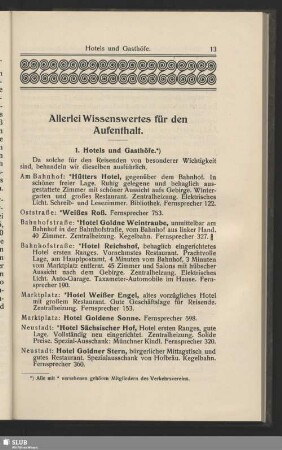 Hotels und Gasthöfe. 13
Allerlei Wissenswertes für den
Aufenthalt.
1. Hotels und Gasthöfe.*)
Da solche für den Reisenden von besonderer Wichtigkeit
sind, behandeln wir dieselben ausführlich.
Am Bahnhof: *Hütters Hotel, gegenüber dem Bahnhof. In
schöner freier Lage. Ruhig gelegene und behaglich ausgestattete
Zimmer mit schöner Aussicht aufs Gebirge. Wintergarten
und großes Restaurant. Zentralheizung. Elektrisches
Licht. Schreib- und Lesezimmer. Bibliothek. Fernsprecher 122.
Oststraße: *Weißes Roß. Fernsprecher 753.
Bahnhofstraße: *Hotel Goldne Weintraube, unmittelbar am
Bahnhof in der Bahnhofstraße, vom Bahnhof aus linker Hand.
40 Zimmer. Zentralheizung. Kegelbahn. Fernsprecher 327.
Bahnhofstraße: *Hotel Reichshof, behaglich eingerichtetes
Hotel ersten Ranges. Vornehmstes Restaurant. Prachtvolle
Lage, am Hauptpostamt, 4 Minuten vom Bahnhof, 3 Minuten
vom Marktplatz entfernt. 45 Zimmer und Salons mit hübscher
Aussicht nach dem Gebirge. Zentralheizung. Elektrisches
Licht. Auto-Garage. Taxameter-Automobile im Hause. Fernsprecher
190.
Marktplatz: *Hotel Weißer Engel, altes vorzügliches Hotel
mit großem Restaurant. Gute Geschäftslage für Reisende.
Zentralheizung. Fernsprecher 153.
Marktplatz: Hotel Goldene Sonne. Fernsprecher 598.
Neustadt: *Hotel Sächsischer Hof, Hotel ersten Ranges, gute
Lage. Vollständig neu eingerichtet. Zentralheizung. Solide
Preise. Spezial-Ausschank: Münchner Kindl. Fernsprecher 320.
Neustadt: Hotel Goldner Stern, bürgerlicher Mittagstisch und
gutes Restaurant. Spezialausschank von Hofbräu. Kegelbahn.
Fernsprecher 360.
*) Alle mit * versehenen gehören Mitgliedern des Verkehrsvereins.
SLUB